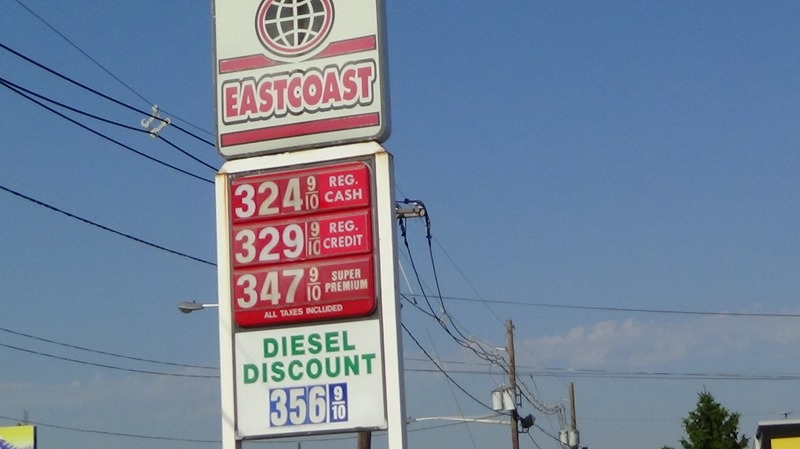 EASTCOAST
324 9/10 REG. CASH
329 9/10 REG. CREDIT
347 9/10 SUPER PREMIUM
ALL TAXES INCLUDED
DIESEL
DISCOUNT
356 9/10